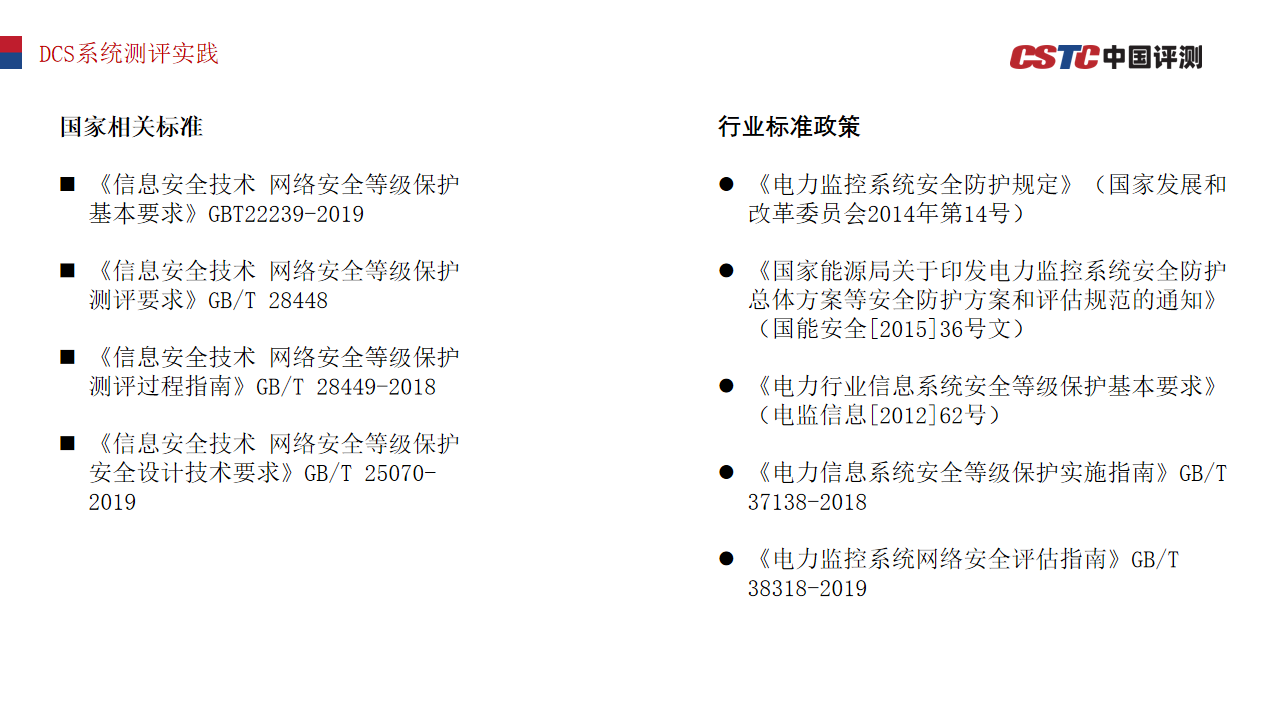 DCS系统测评实践
CSTC中国评测
国家相关标准
■ 《信息安全技术 网络安全等级保护
基本要求》GBT22239-2019
■ 《信息安全技术 网络安全等级保护
测评要求》GB/T 28448
■ 《信息安全技术 网络安全等级保护
测评过程指南》GB/T 28449-2018
■ 《信息安全技术 网络安全等级保护
安全设计技术要求》GB/T 25070-
2019
行业标准政策
● 《电力监控系统安全防护规定》（国家发展和
改革委员会2014年第14号）
● 《国家能源局关于印发电力监控系统安全防护
总体方案等安全防护方案和评估规范的通知》
（国能安全[2015]36号文）
● 《电力行业信息系统安全等级保护基本要求》
（电监信息[2012]62号）
● 《电力信息系统安全等级保护实施指南》GB/T
37138-2018
● 《电力监控系统网络安全评估指南》GB/T
38318-2019